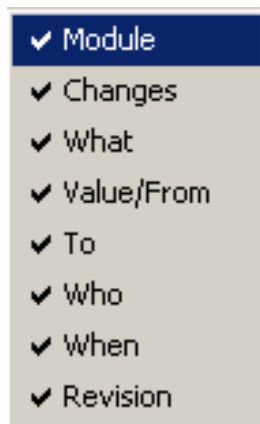 Module
Changes
What
Value/From
To
Who
When
Revision